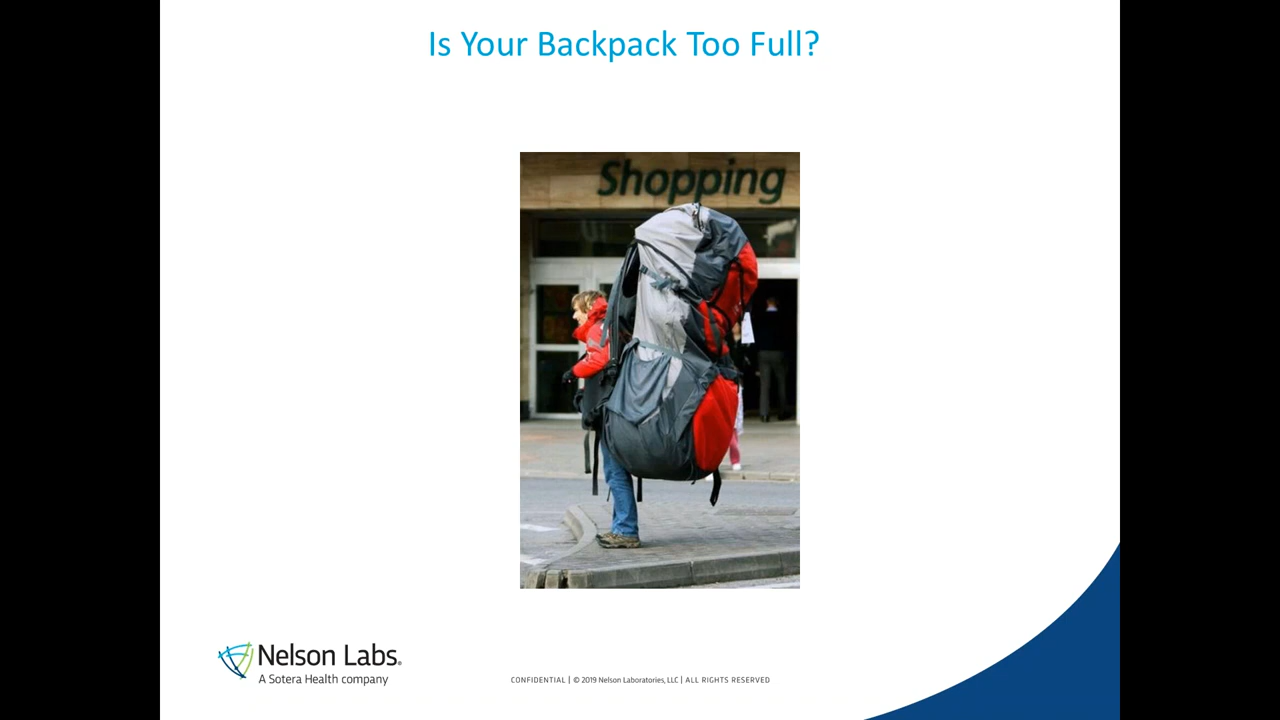 Is Your Backpack Too Full?
Shopping
Nelson Labs.
A Sotera Health company
CONFIDENTIAL | © 2019 Nelson Laboratories, LLC | ALL RIGHTS RESERVED